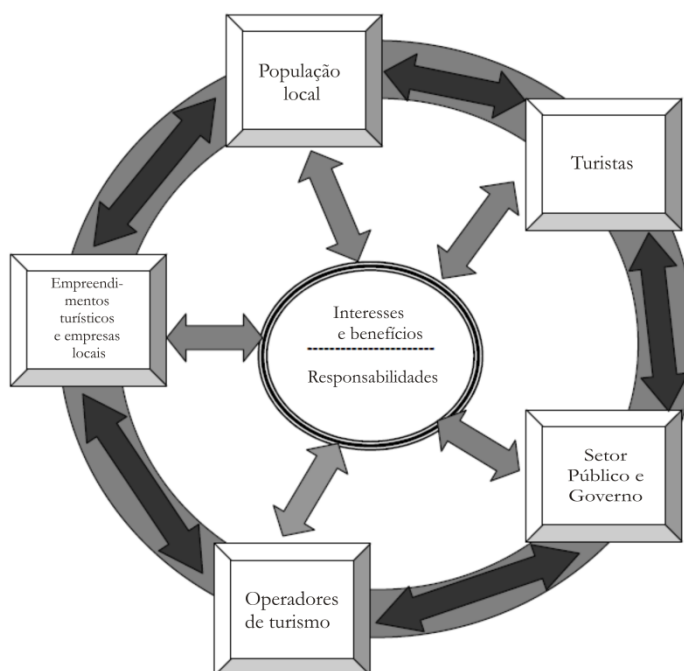 População
local
Turistas
Empreendi-
mentos
turísticos
e empresas
locais
Interesses
e benefícios
Responsabilidades
Setor
Público e
Governo
Operadores
de turismo